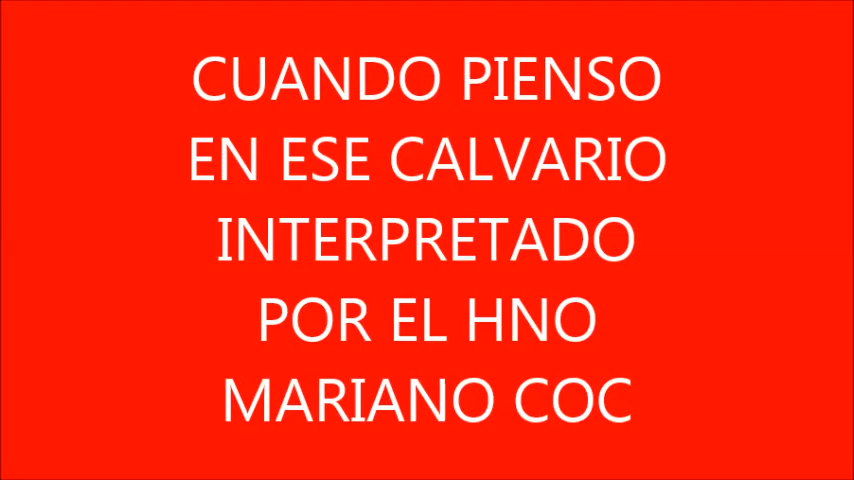 CUANDO PIENSO
EN ESE CALVARIO
INTERPRETADO
POR EL HNO
MARIANO COC